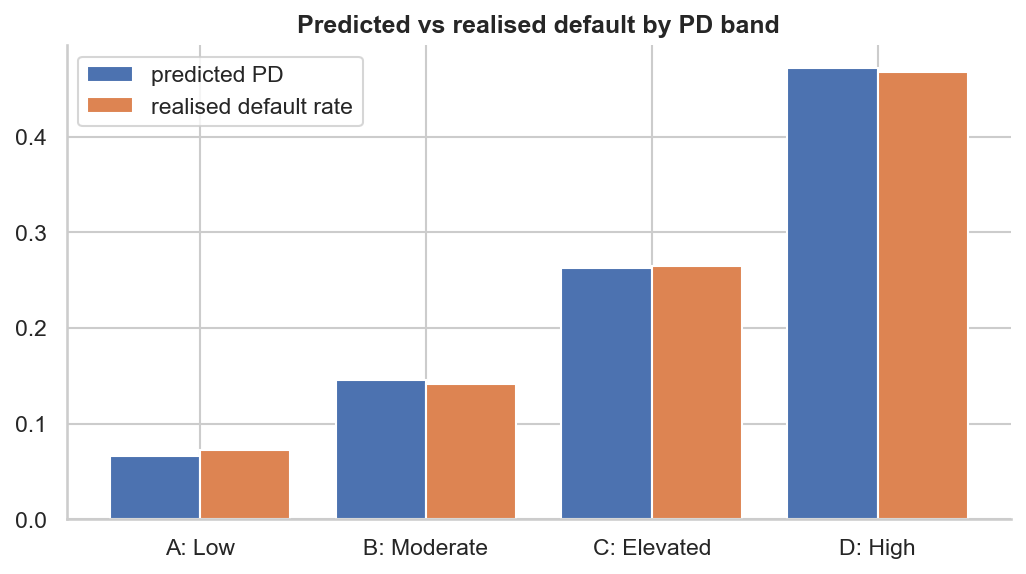 Predicted vs realised default by PD band
predicted PD
realised default rate
0.4
0.3
0.2
0.1
0.0
A: Low
B: Moderate
C: Elevated
D: High